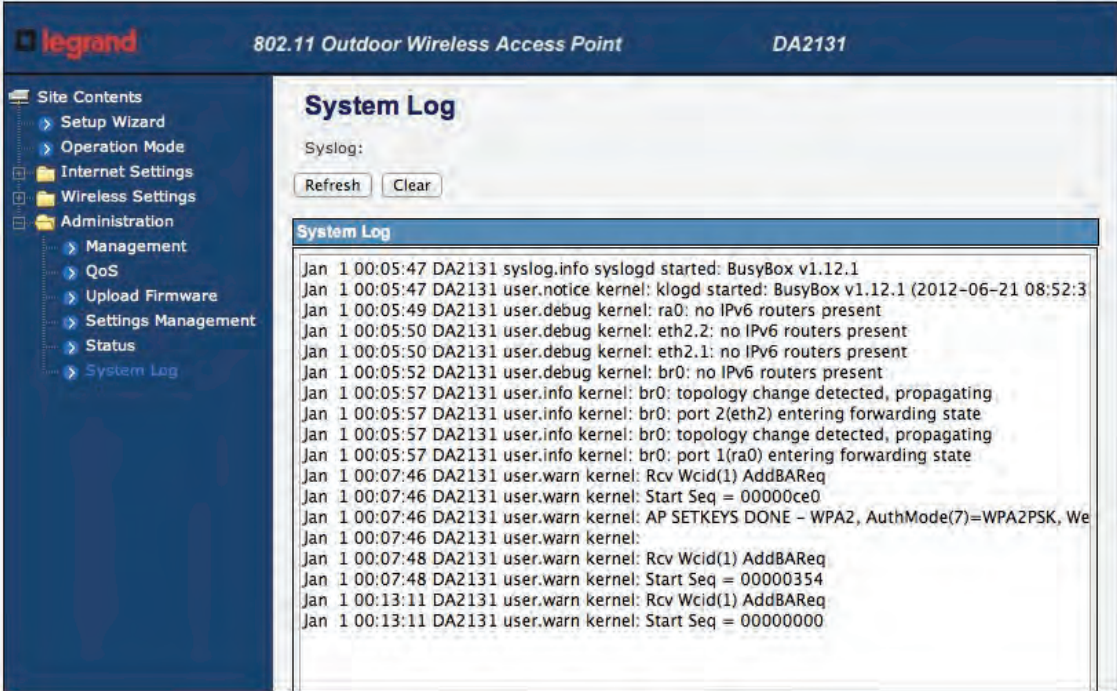 legrand
802.11 Outdoor Wireless Access Point DA2131
Site Contents
Setup Wizard
Operation Mode
Internet Settings
Wireless Settings
Administration
Management
QoS
Upload Firmware
Settings Management
Status
System Log
System Log
Syslog:
Refresh Clear
System Log
Jan 1 00:05:47 DA2131 syslog.info syslogd started: BusyBox v1.12.1
Jan 1 00:05:47 DA2131 user.notice kernel: klogd started: BusyBox v1.12.1 (2012-06-21 08:52:3
Jan 1 00:05:49 DA2131 user.debug kernel: ra0: no IPv6 routers present
Jan 1 00:05:50 DA2131 user.debug kernel: eth2.2: no IPv6 routers present
Jan 1 00:05:50 DA2131 user.debug kernel: eth2.1: no IPv6 routers present
Jan 1 00:05:52 DA2131 user.debug kernel: br0: no IPv6 routers present
Jan 1 00:05:57 DA2131 user.info kernel: br0: topology change detected, propagating
Jan 1 00:05:57 DA2131 user.info kernel: br0: port 2(eth2) entering forwarding state
Jan 1 00:05:57 DA2131 user.info kernel: br0: topology change detected, propagating
Jan 1 00:05:57 DA2131 user.info kernel: br0: port 1(ra0) entering forwarding state
Jan 1 00:07:46 DA2131 user.warn kernel: Rcv Wcid(1) AddBAReq
Jan 1 00:07:46 DA2131 user.warn kernel: Start Seq = 00000ce0
Jan 1 00:07:46 DA2131 user.warn kernel: AP SETKEYS DONE - WPA2, AuthMode(7)=WPA2PSK, We
Jan 1 00:07:46 DA2131 user.warn kernel:
Jan 1 00:07:48 DA2131 user.warn kernel: Rcv Wcid(1) AddBAReq
Jan 1 00:07:48 DA2131 user.warn kernel: Start Seq = 00000354
Jan 1 00:13:11 DA2131 user.warn kernel: Rcv Wcid(1) AddBAReq
Jan 1 00:13:11 DA2131 user.warn kernel: Start Seq = 00000000